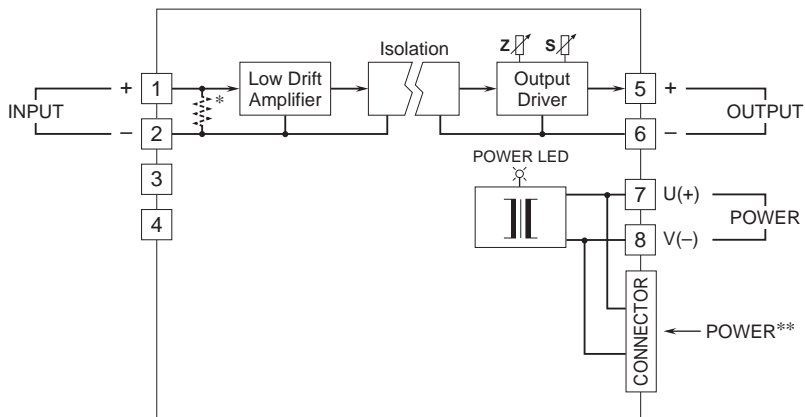 Isolation
Z
S
INPUT
+
1
*
Low Drift
Amplifier
Output
Driver
5
+
OUTPUT
–
2
6
–
3
POWER LED
7
U(+)
POWER
4
8
V(–)
CONNECTOR
POWER**